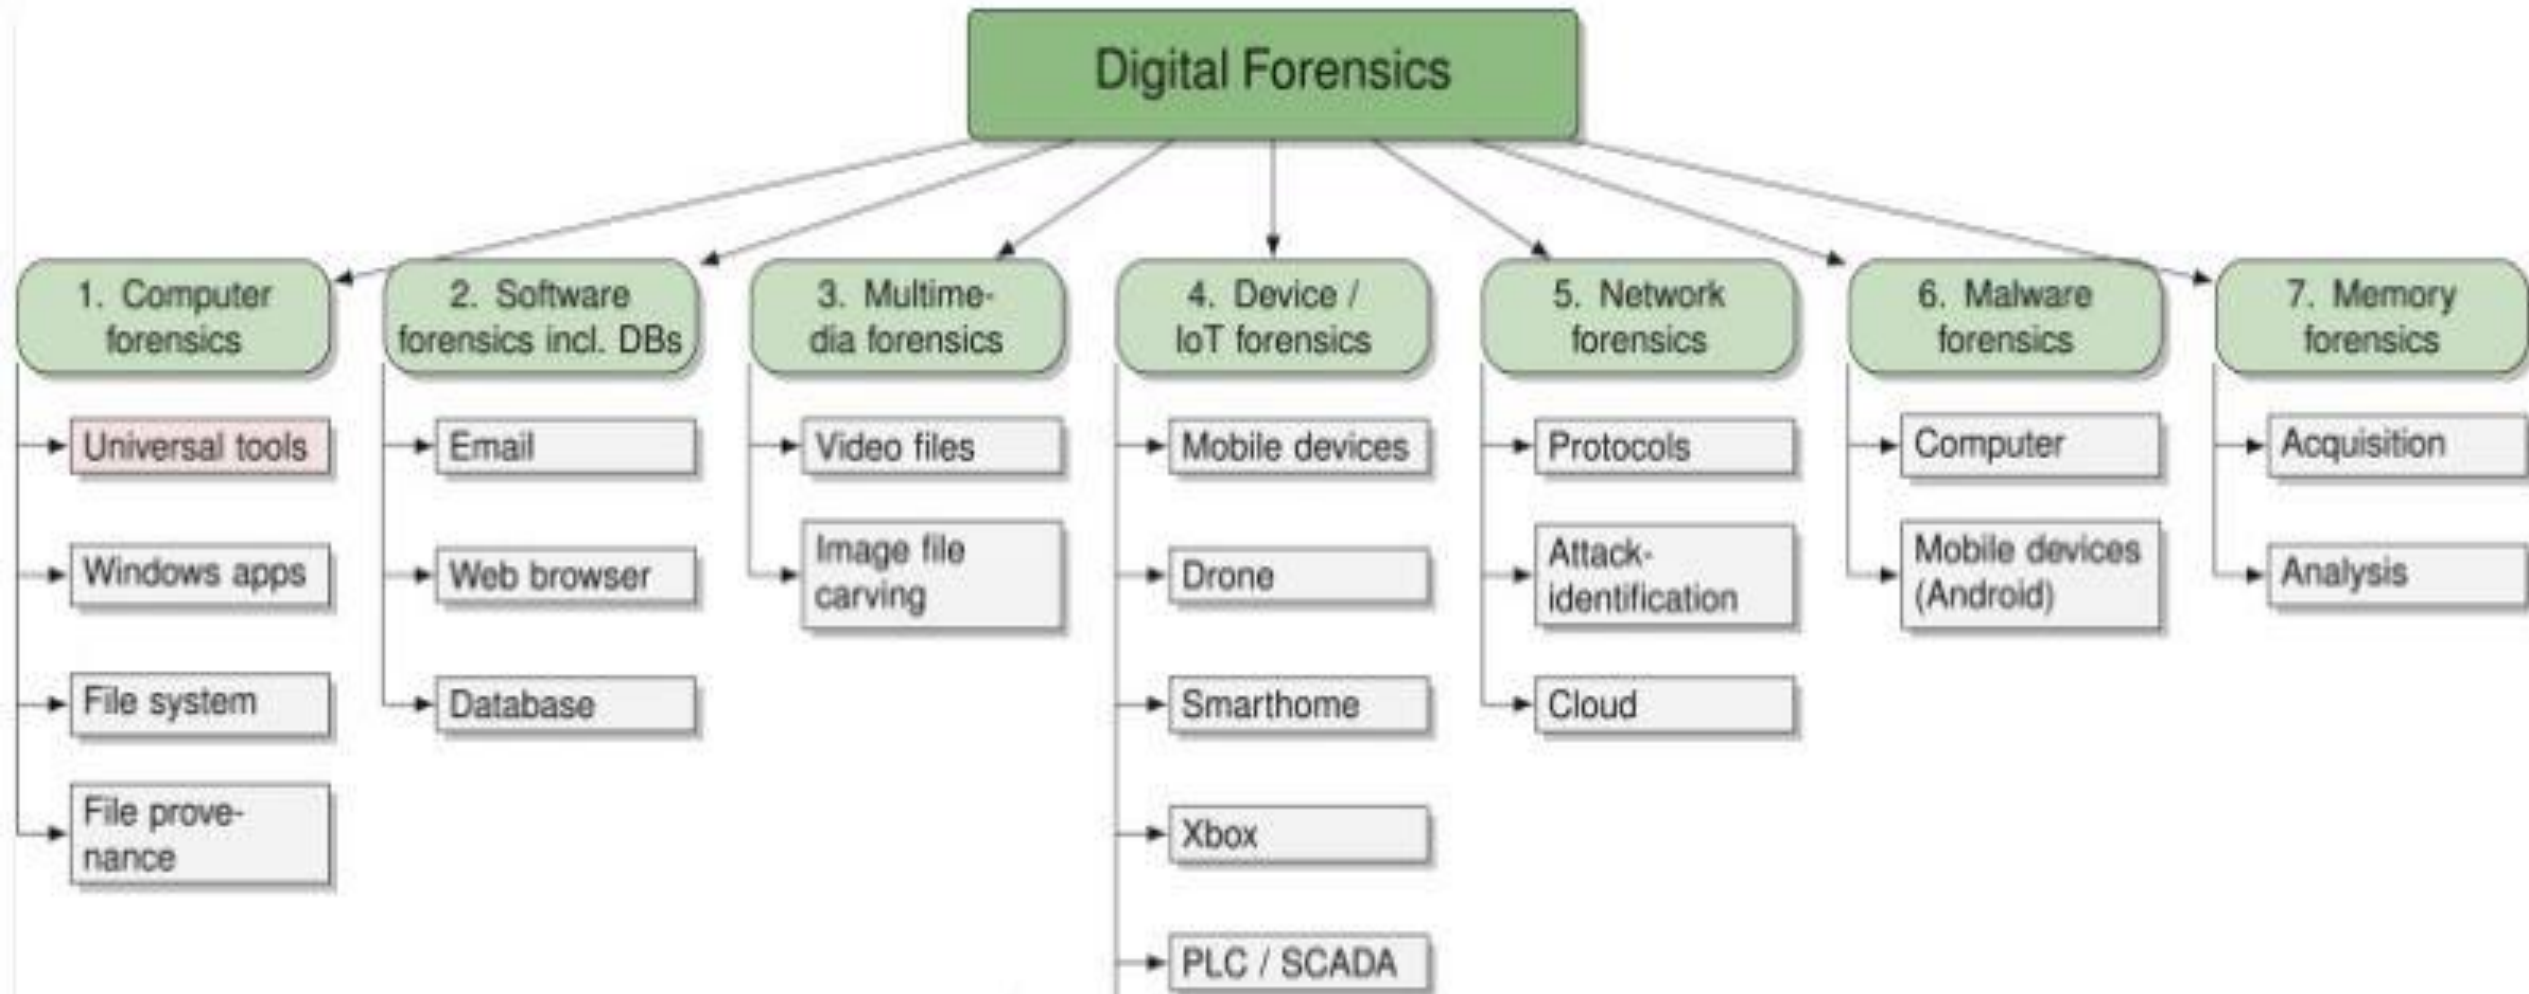 Digital Forensics
1. Computer
forensics
2. Software
forensics incl. DBs
3. Multime-
dia forensics
4. Device /
IoT forensics
5. Network
forensics
6. Malware
forensics
7. Memory
forensics
Universal tools
Windows apps
File system
File prove-
nance
Email
Web browser
Database
Video files
Image file
carving
Mobile devices
Drone
Smarthome
Xbox
PLC / SCADA
Protocols
Attack-
identification
Cloud
Computer
Mobile devices
(Android)
Acquisition
Analysis